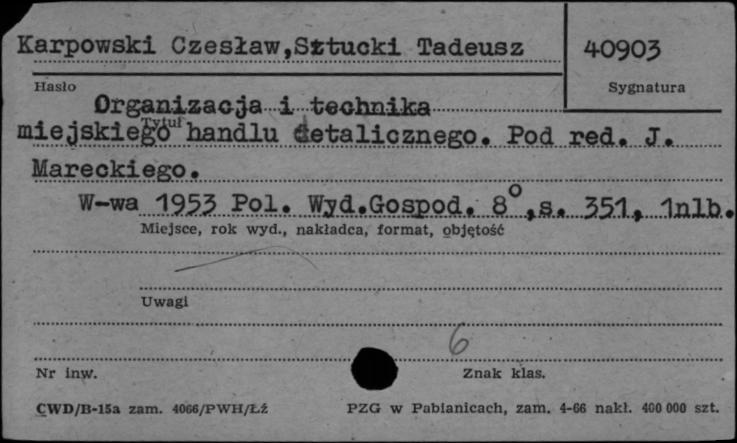 Karpowski Czesław,Sztucki Tadeusz
40903
Hasło
Sygnatura
Organizacja i technika
Tytuł
miejskiego handlu detalicznego. Pod red. J.
Mareckiego.
W-wa 1953 Pol. Wyd.Gospod. 8°,s. 351, 1nlb.
Miejsce, rok wyd., nakładca, format, objętość
Uwagi
6
Nr inw.
Znak klas.
CWD/B-15a zam. 4066/PWH/Łź
PZG w Pabianicach, zam. 4-66 nakł. 400 000 szt.